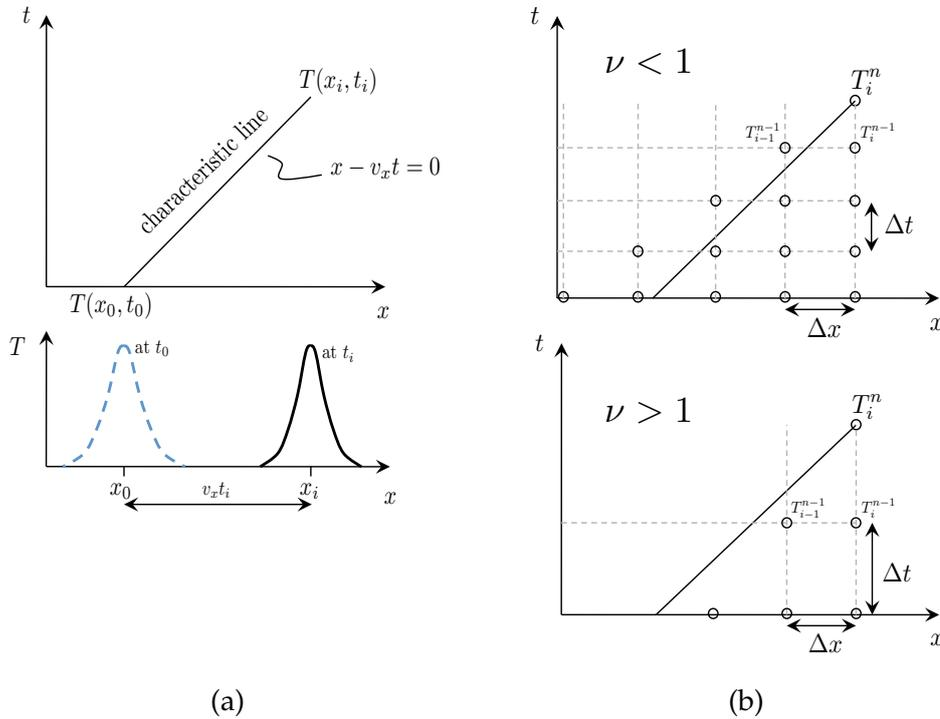 t
T(x_i, t_i)
characteristic line
x − v_x t = 0
T(x_0, t_0)
x
T
at t_0
at t_i
x_0
v_x t_i
x_i
x
(a)
t
ν < 1
T_i^n
T_{i−1}^{n−1}
T_i^{n−1}
Δt
Δx
x
t
ν > 1
T_i^n
T_{i−1}^{n−1}
T_i^{n−1}
Δt
Δx
x
(b)